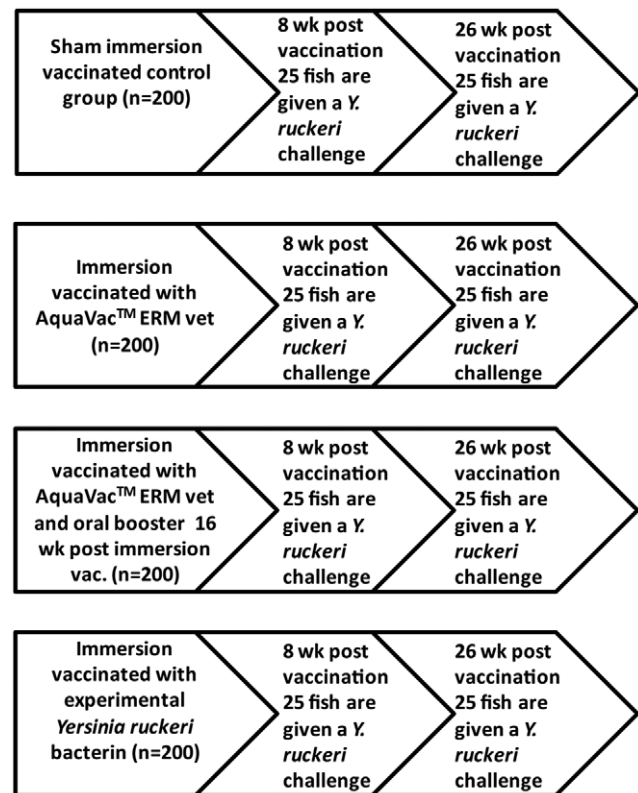 Sham immersion
vaccinated control
group (n=200)
8 wk post
vaccination
25 fish are
given a Y.
ruckeri
challenge
26 wk post
vaccination
25 fish are
given a Y.
ruckeri
challenge
Immersion
vaccinated with
AquaVac™ ERM vet
(n=200)
8 wk post
vaccination
25 fish are
given a Y.
ruckeri
challenge
26 wk post
vaccination
25 fish are
given a Y.
ruckeri
challenge
Immersion
vaccinated with
AquaVac™ ERM vet
and oral booster 16
wk post immersion
vac. (n=200)
8 wk post
vaccination
25 fish are
given a Y.
ruckeri
challenge
26 wk post
vaccination
25 fish are
given a Y.
ruckeri
challenge
Immersion
vaccinated with
experimental
Yersinia ruckeri
bacterin (n=200)
8 wk post
vaccination
25 fish are
given a Y.
ruckeri
challenge
26 wk post
vaccination
25 fish are
given a Y.
ruckeri
challenge